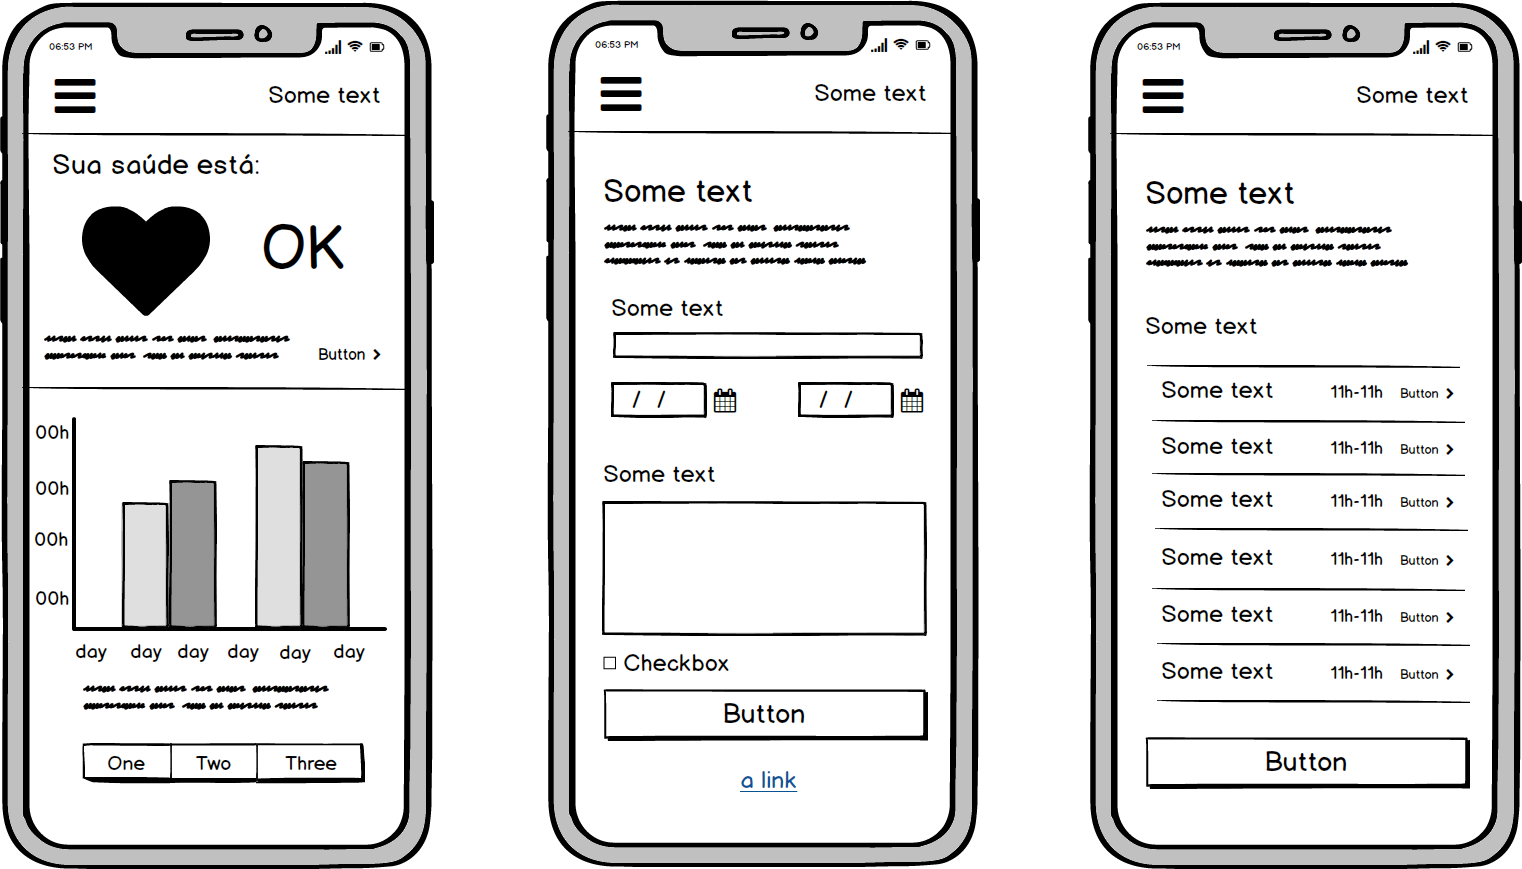 06:53 PM
Some text
Sua saúde está:
OK
Button
00h
00h
00h
00h
day day day day day day
One Two Three
06:53 PM
Some text
Some text
Some text
/ /
/ /
Some text
Checkbox
Button
a link
06:53 PM
Some text
Some text
Some text
Some text 11h-11h Button
Some text 11h-11h Button
Some text 11h-11h Button
Some text 11h-11h Button
Some text 11h-11h Button
Some text 11h-11h Button
Button